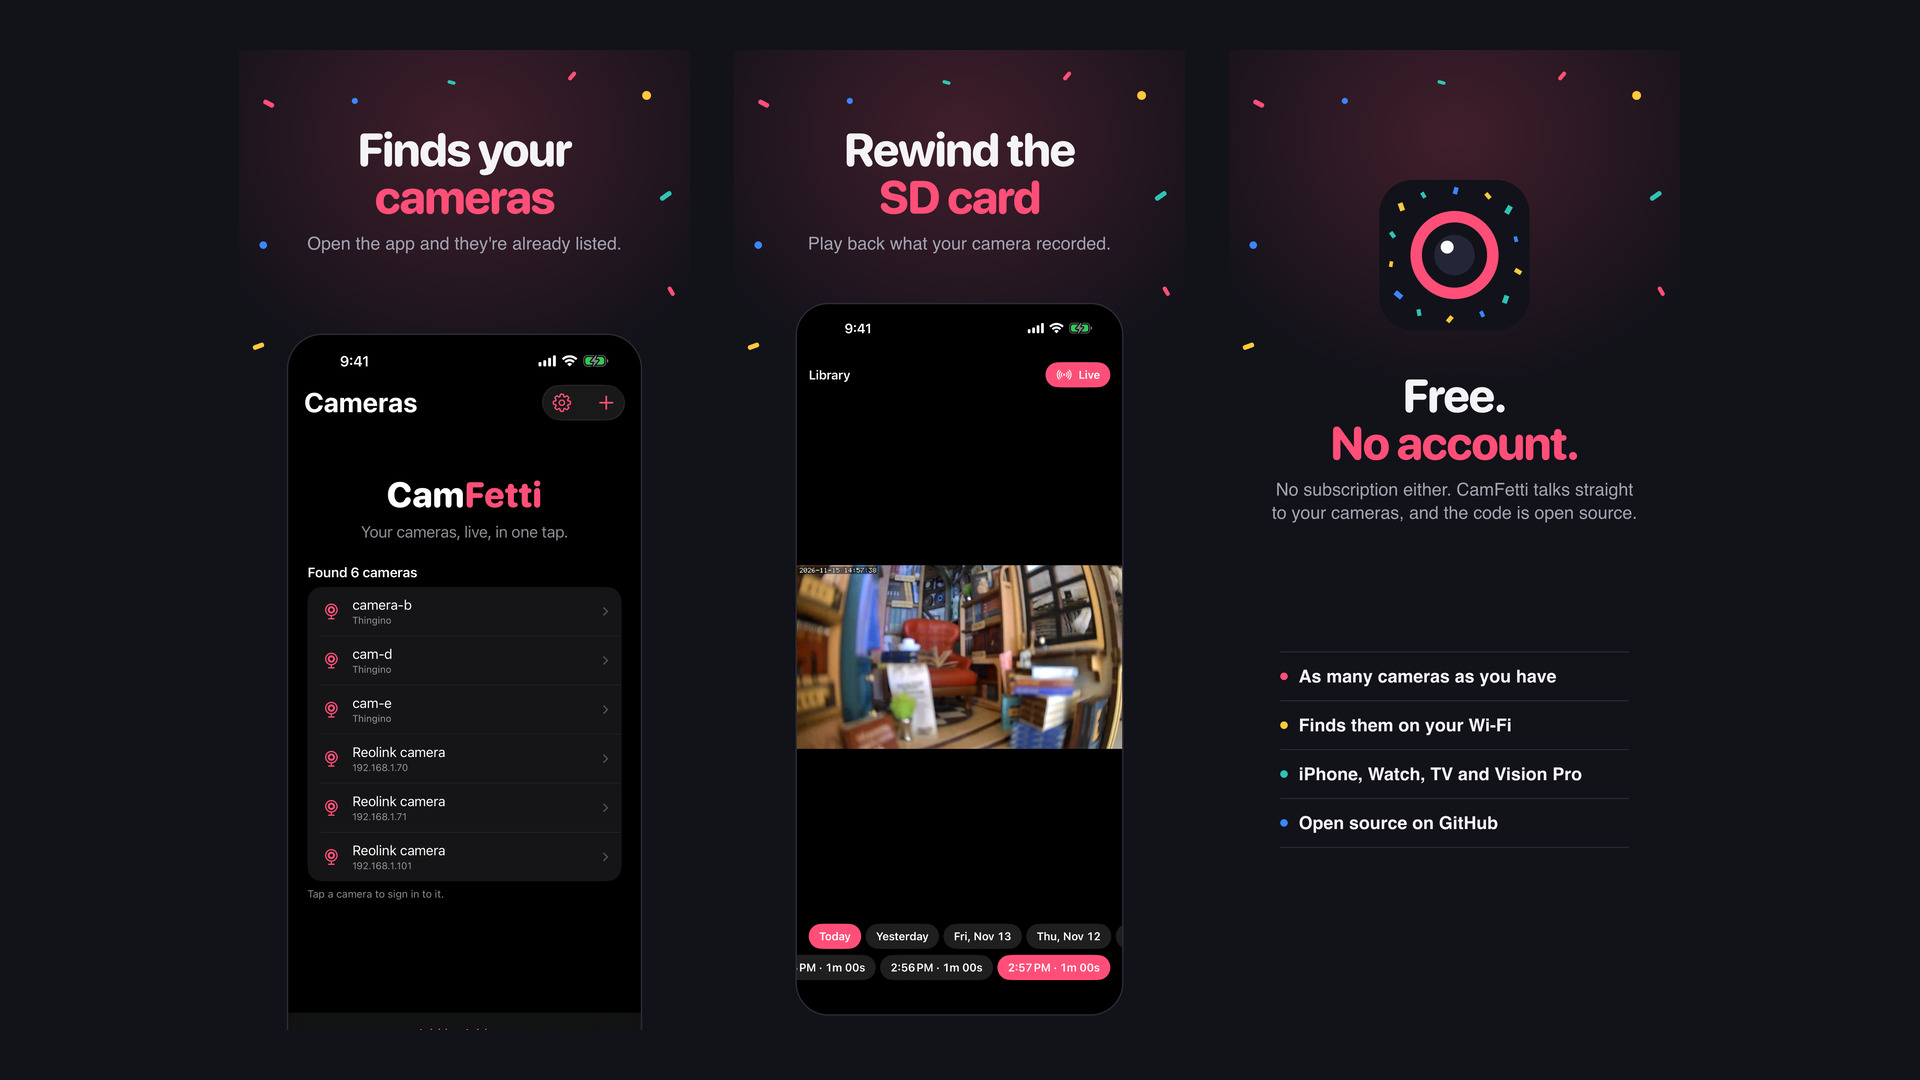 Finds your
cameras
Open the app and they're already listed.
9:41
Cameras
CamFetti
Your cameras, live, in one tap.
Found 6 cameras
camera-b
Thingino
cam-d
Thingino
cam-e
Thingino
Reolink camera
192.168.1.70
Reolink camera
192.168.1.71
Reolink camera
192.168.1.101
Tap a camera to sign in to it.
Rewind the
SD card
Play back what your camera recorded.
9:41
Library
Live
2026-11-15 14:57:38
Today Yesterday Fri, Nov 13 Thu, Nov 12
PM · 1m 00s 2:56 PM · 1m 00s 2:57 PM · 1m 00s
Free.
No account.
No subscription either. CamFetti talks straight
to your cameras, and the code is open source.
As many cameras as you have
Finds them on your Wi-Fi
iPhone, Watch, TV and Vision Pro
Open source on GitHub